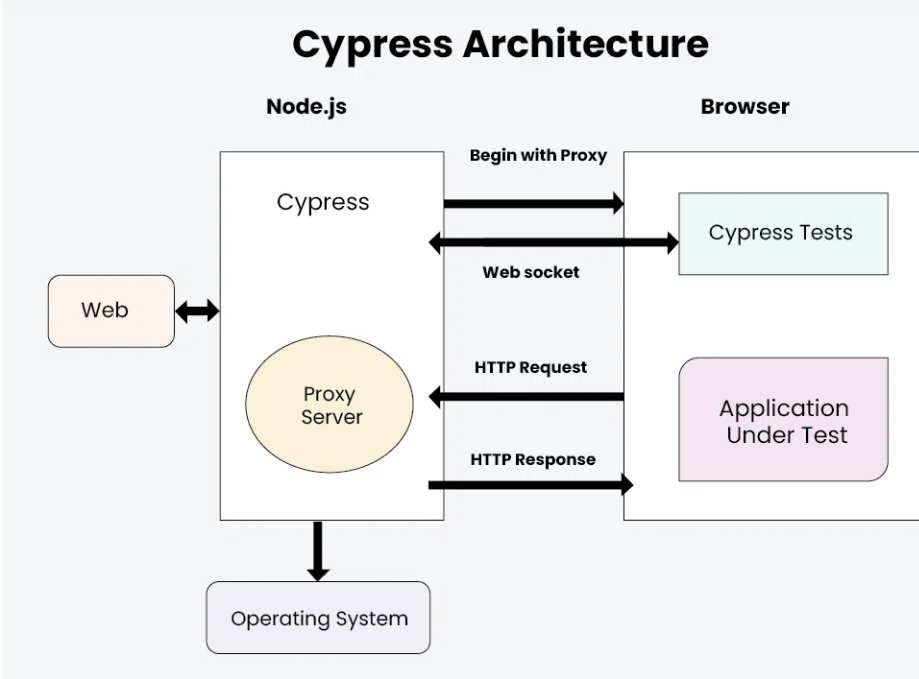 Cypress Architecture
Node.js
Browser
Begin with Proxy
Cypress
Cypress Tests
Web socket
Web
HTTP Request
Proxy
Server
Application
Under Test
HTTP Response
Operating System